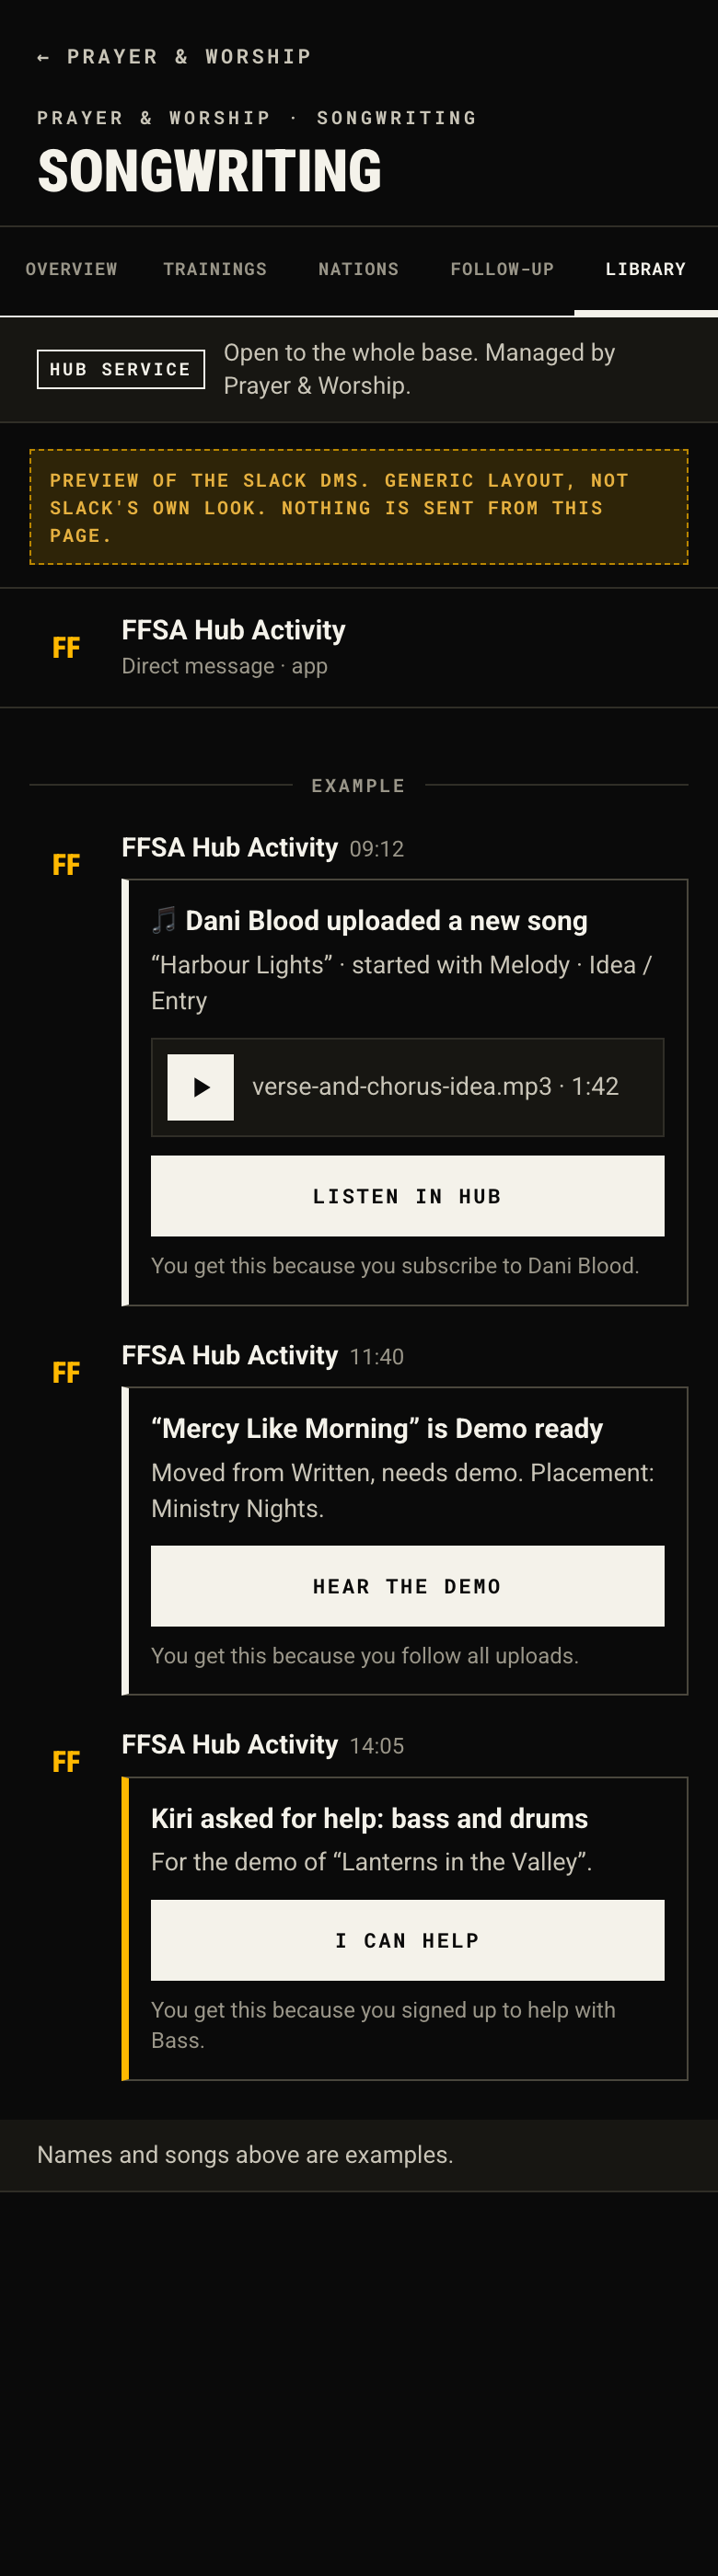 ← PRAYER & WORSHIP
PRAYER & WORSHIP · SONGWRITING
SONGWRITING
OVERVIEW TRAININGS NATIONS FOLLOW-UP LIBRARY
HUB SERVICE
Open to the whole base. Managed by
Prayer & Worship.
PREVIEW OF THE SLACK DMS. GENERIC LAYOUT, NOT
SLACK'S OWN LOOK. NOTHING IS SENT FROM THIS
PAGE.
FF
FFSA Hub Activity
Direct message · app
EXAMPLE
FF
FFSA Hub Activity 09:12
🎵 Dani Blood uploaded a new song
“Harbour Lights” · started with Melody · Idea /
Entry
verse-and-chorus-idea.mp3 · 1:42
LISTEN IN HUB
You get this because you subscribe to Dani Blood.
FF
FFSA Hub Activity 11:40
“Mercy Like Morning” is Demo ready
Moved from Written, needs demo. Placement:
Ministry Nights.
HEAR THE DEMO
You get this because you follow all uploads.
FF
FFSA Hub Activity 14:05
Kiri asked for help: bass and drums
For the demo of “Lanterns in the Valley”.
I CAN HELP
You get this because you signed up to help with
Bass.
Names and songs above are examples.